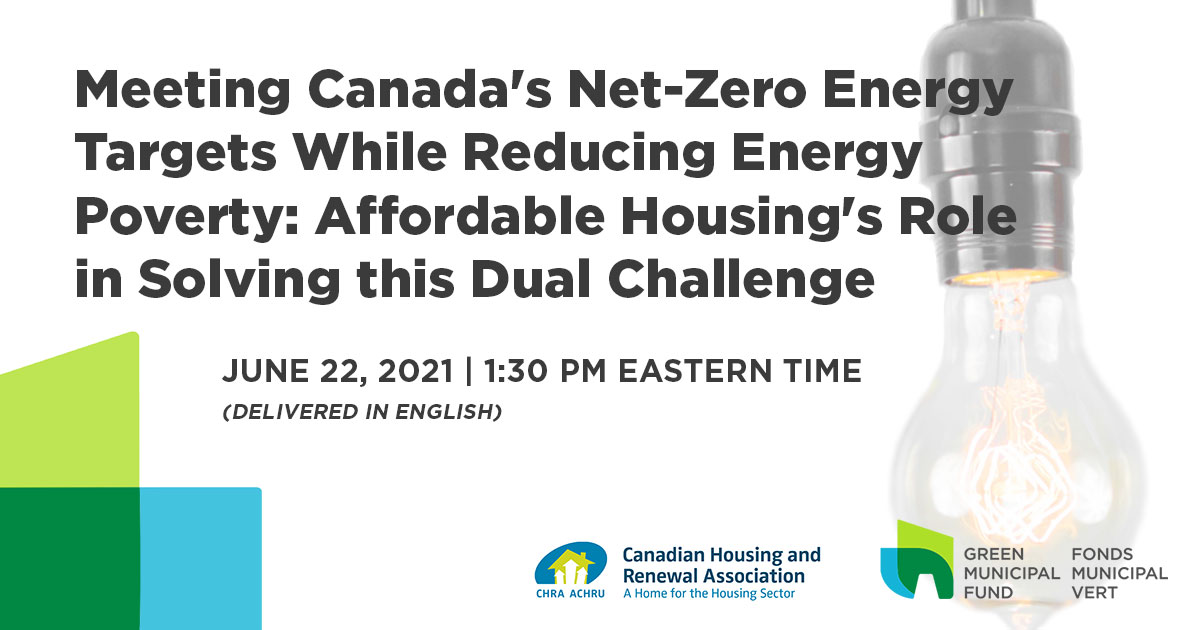 Meeting Canada's Net-Zero Energy
Targets While Reducing Energy
Poverty: Affordable Housing's Role
in Solving this Dual Challenge
JUNE 22, 2021 | 1:30 PM EASTERN TIME
(DELIVERED IN ENGLISH)
CHRA ACHRU
Canadian Housing and
Renewal Association
A Home for the Housing Sector
GREEN
MUNICIPAL
FUND
FONDS
MUNICIPAL
VERT